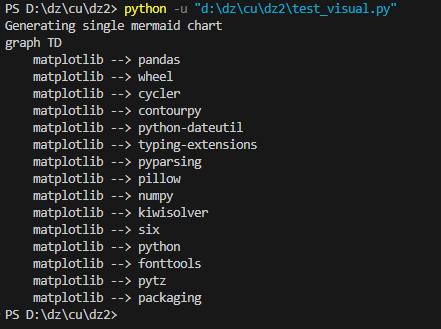 PS D:\dz\cu\dz2> python -u "d:\dz\cu\dz2\test_visual.py"
Generating single mermaid chart
graph TD
    matplotlib --> pandas
    matplotlib --> wheel
    matplotlib --> cycler
    matplotlib --> contourpy
    matplotlib --> python-dateutil
    matplotlib --> typing-extensions
    matplotlib --> pyparsing
    matplotlib --> pillow
    matplotlib --> numpy
    matplotlib --> kiwisolver
    matplotlib --> six
    matplotlib --> python
    matplotlib --> fonttools
    matplotlib --> pytz
    matplotlib --> packaging
PS D:\dz\cu\dz2>